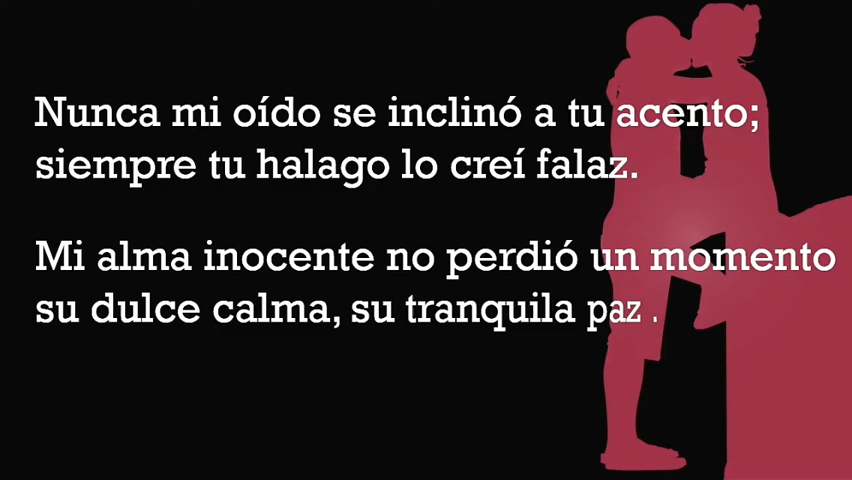 Nunca mi oído se inclinó a tu acento;
siempre tu halago lo creí falaz.
Mi alma inocente no perdió un momento
su dulce calma, su tranquila paz .